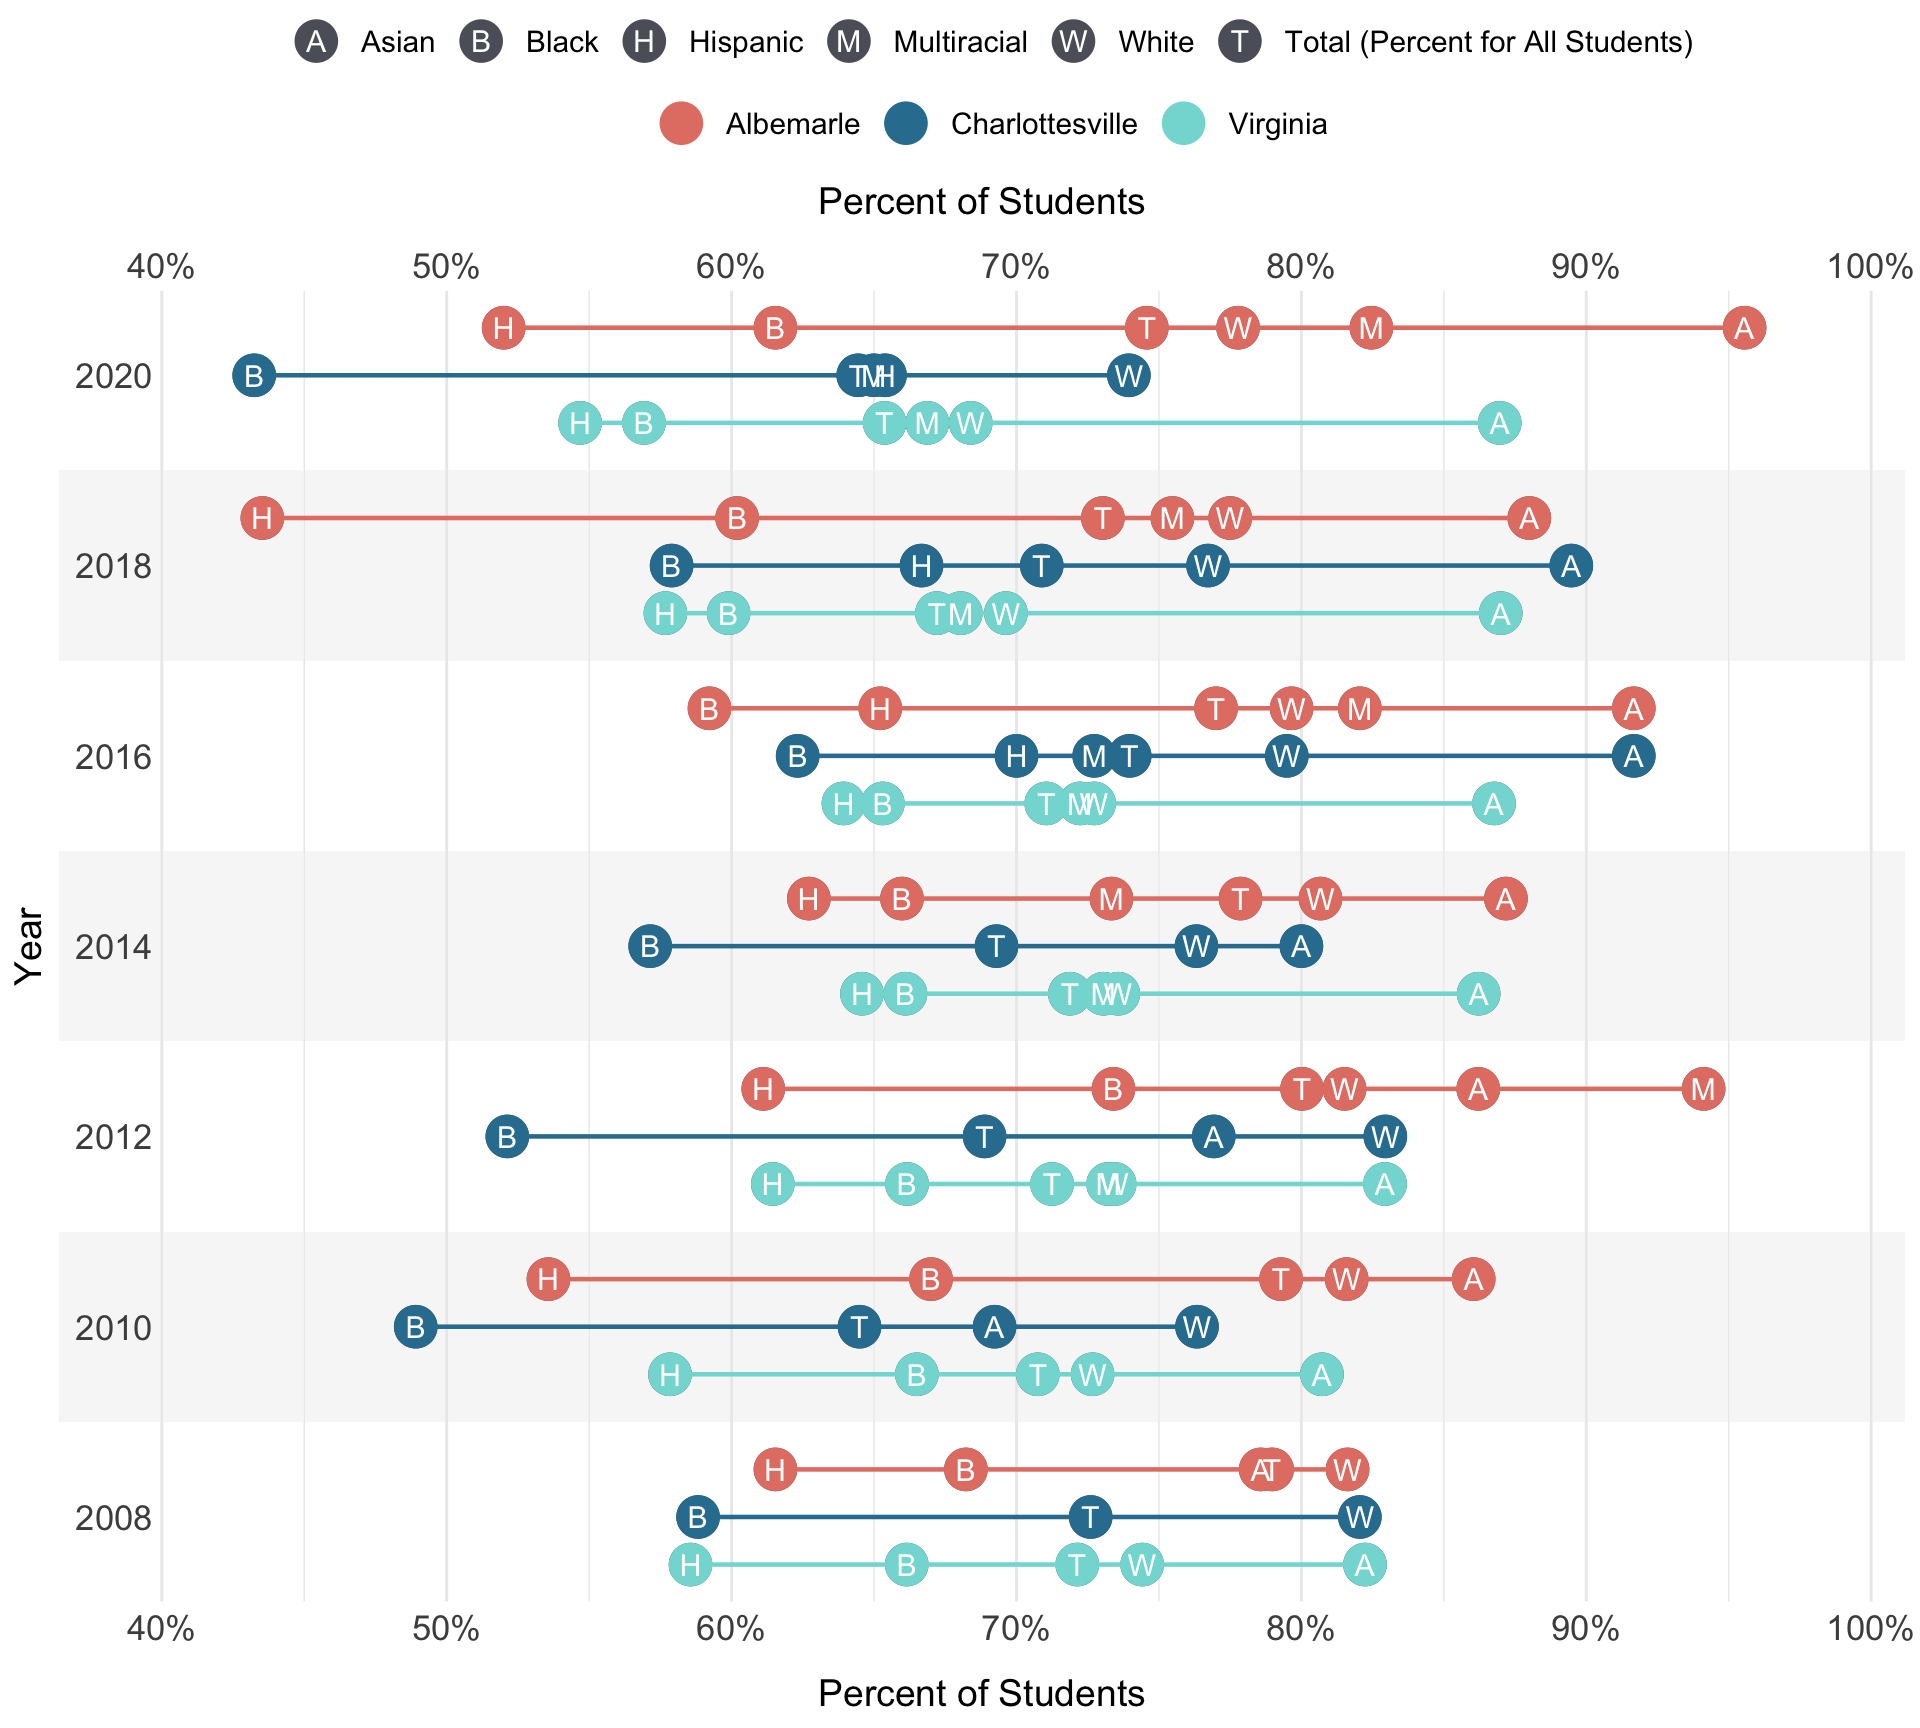 A Asian B Black H Hispanic M Multiracial W White T Total (Percent for All Students)
Albemarle Charlottesville Virginia
Percent of Students
40% 50% 60% 70% 80% 90% 100%
H B T W M A
2020 B T M H W
H B T M W A
H B T M W A
2018 B H T W A
H B T M W A
B H T W M A
2016 B H M T W A
H B T M W A
H B M T W A
2014 B T W A
H B T M W A
Year
H B T W A M
2012 B T A W
H B T M W A
H B T W A
2010 B T A W
H B T W A
H B A T W
2008 B T W
H B T W A
40% 50% 60% 70% 80% 90% 100%
Percent of Students